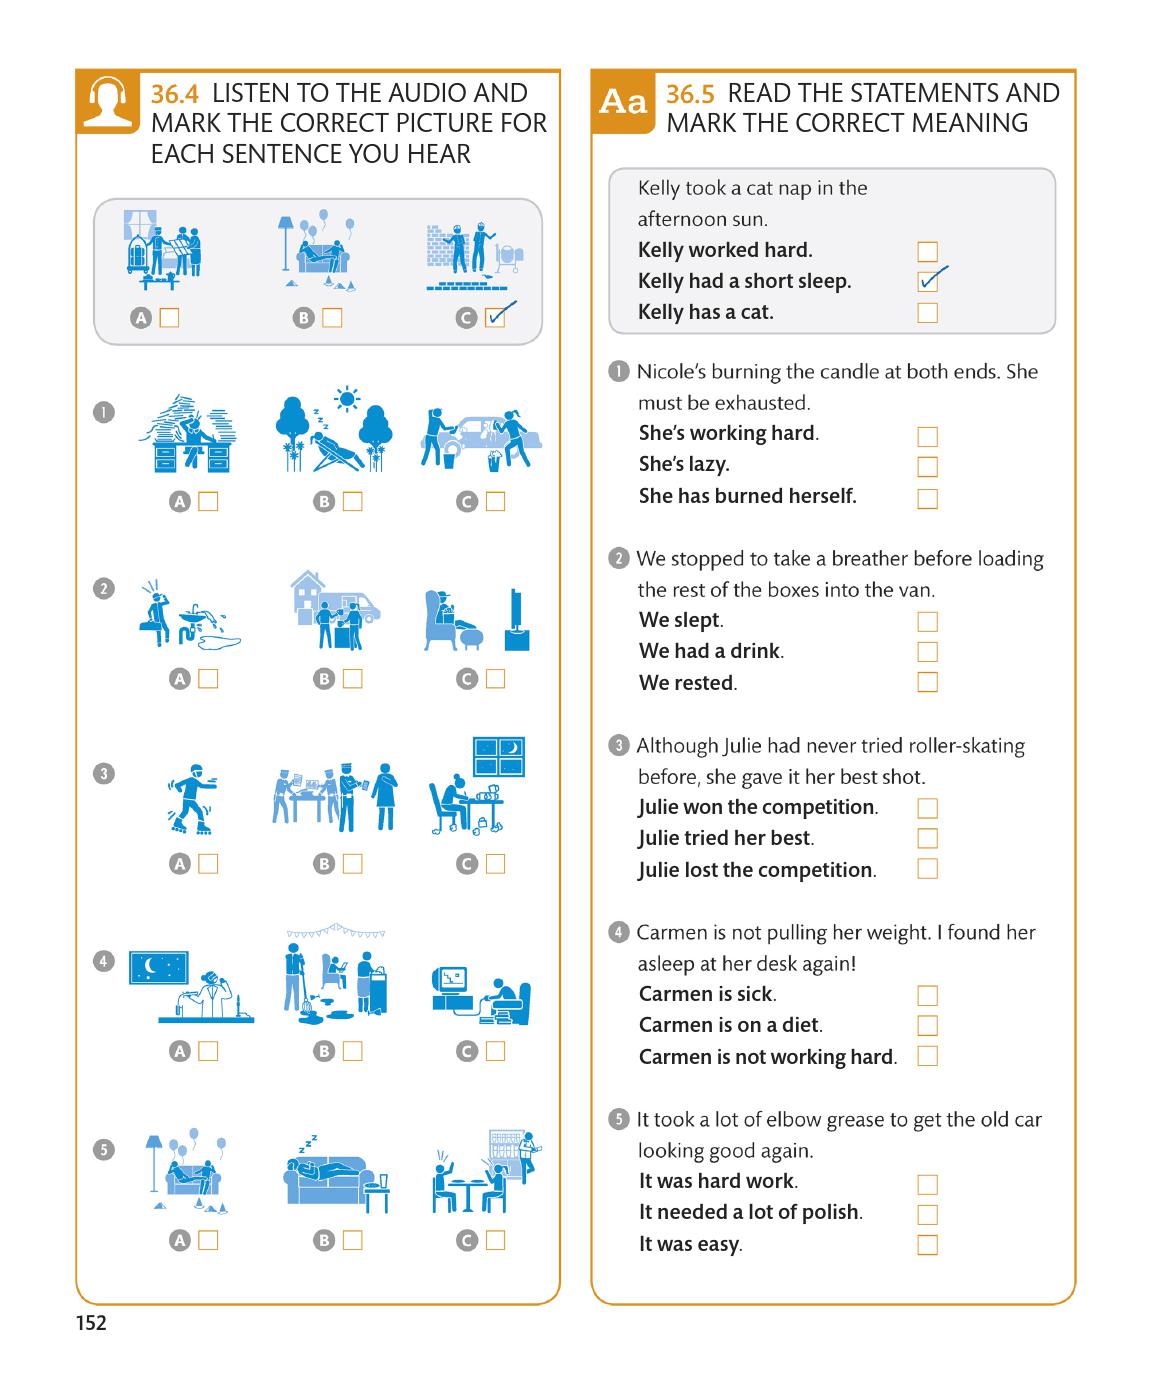 36.4 LISTEN TO THE AUDIO AND
MARK THE CORRECT PICTURE FOR
EACH SENTENCE YOU HEAR
A
B
C
1
A
B
C
2
A
B
C
3
A
B
C
4
A
B
C
5
A
B
C
Aa
36.5 READ THE STATEMENTS AND
MARK THE CORRECT MEANING
Kelly took a cat nap in the
afternoon sun.
Kelly worked hard.
Kelly had a short sleep.
Kelly has a cat.
1 Nicole's burning the candle at both ends. She
must be exhausted.
She's working hard.
She's lazy.
She has burned herself.
2 We stopped to take a breather before loading
the rest of the boxes into the van.
We slept.
We had a drink.
We rested.
3 Although Julie had never tried roller-skating
before, she gave it her best shot.
Julie won the competition.
Julie tried her best.
Julie lost the competition.
4 Carmen is not pulling her weight. I found her
asleep at her desk again!
Carmen is sick.
Carmen is on a diet.
Carmen is not working hard.
5 It took a lot of elbow grease to get the old car
looking good again.
It was hard work.
It needed a lot of polish.
It was easy.
152